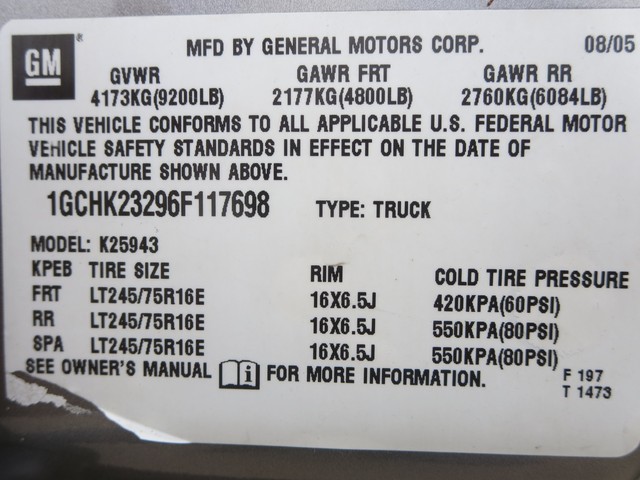 GM ® MFD BY GENERAL MOTORS CORP. 08/05
GVWR GAWR FRT GAWR RR
4173KG(9200LB) 2177KG(4800LB) 2760KG(6084LB)
THIS VEHICLE CONFORMS TO ALL APPLICABLE U.S. FEDERAL MOTOR
VEHICLE SAFETY STANDARDS IN EFFECT ON THE DATE OF
MANUFACTURE SHOWN ABOVE.
1GCHK23296F117698 TYPE: TRUCK
MODEL: K25943
KPEB TIRE SIZE RIM COLD TIRE PRESSURE
FRT LT245/75R16E 16X6.5J 420KPA(60PSI)
RR LT245/75R16E 16X6.5J 550KPA(80PSI)
SPA LT245/75R16E 16X6.5J 550KPA(80PSI)
SEE OWNER'S MANUAL i FOR MORE INFORMATION. F 197
T 1473